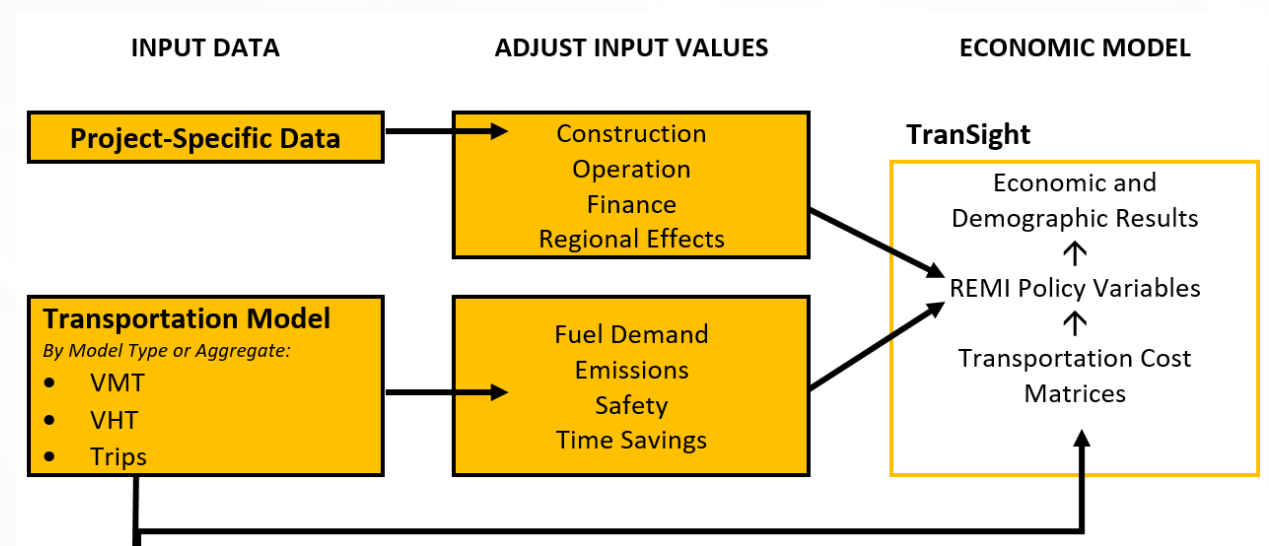 INPUT DATA
ADJUST INPUT VALUES
ECONOMIC MODEL
Project-Specific Data
Construction
Operation
Finance
Regional Effects
TranSight
Economic and
Demographic Results
↑
REMI Policy Variables
↑
Transportation Cost
Matrices
Transportation Model
By Model Type or Aggregate:
• VMT
• VHT
• Trips
Fuel Demand
Emissions
Safety
Time Savings